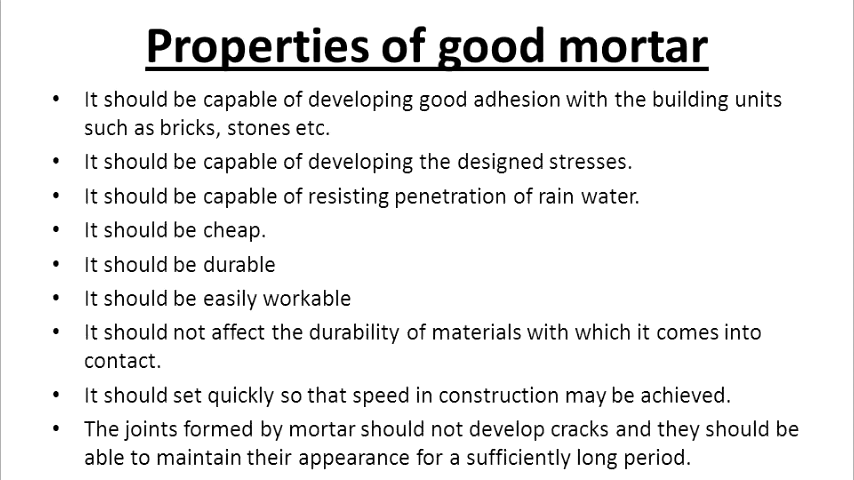 Properties of good mortar
• It should be capable of developing good adhesion with the building units
such as bricks, stones etc.
• It should be capable of developing the designed stresses.
• It should be capable of resisting penetration of rain water.
• It should be cheap.
• It should be durable
• It should be easily workable
• It should not affect the durability of materials with which it comes into
contact.
• It should set quickly so that speed in construction may be achieved.
• The joints formed by mortar should not develop cracks and they should be
able to maintain their appearance for a sufficiently long period.